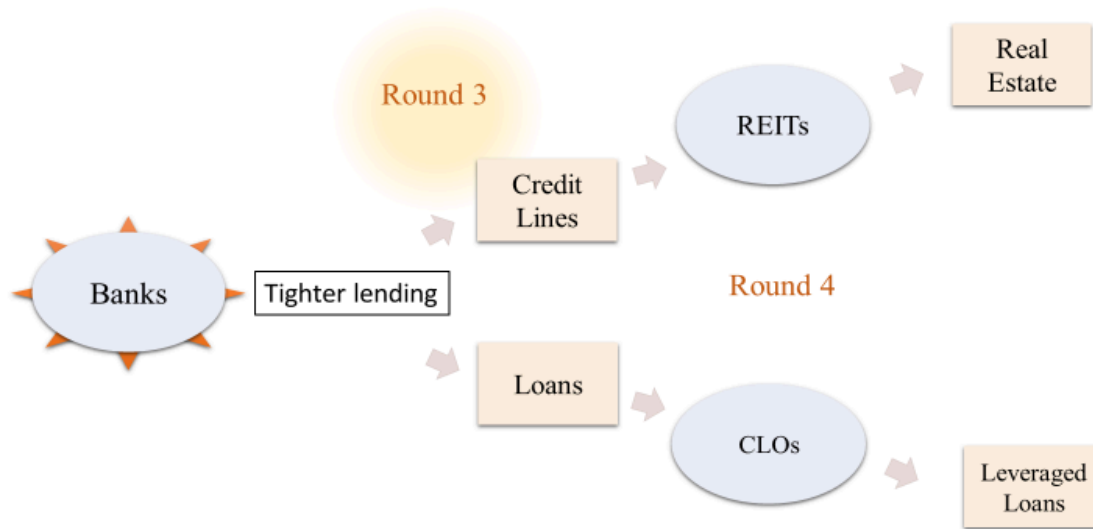 Round 3
Real
Estate
REITs
Credit
Lines
Banks
Tighter lending
Round 4
Loans
CLOs
Leveraged
Loans